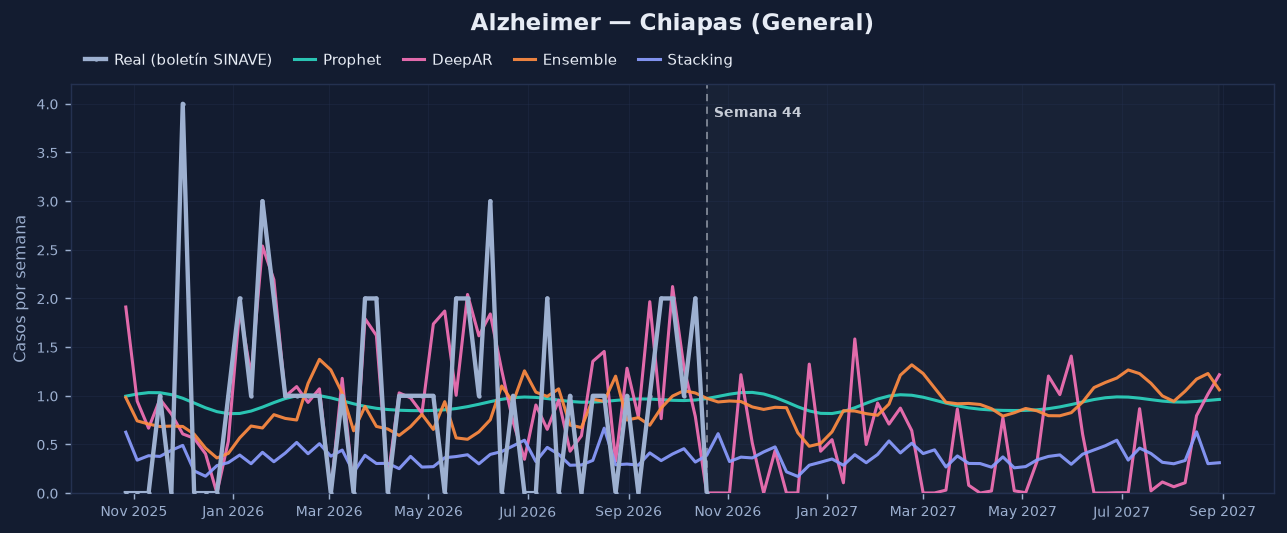 Alzheimer — Chiapas (General)
Real (boletín SINAVE) Prophet DeepAR Ensemble Stacking
Semana 44
Casos por semana
4.0
3.5
3.0
2.5
2.0
1.5
1.0
0.5
0.0
Nov 2025 Jan 2026 Mar 2026 May 2026 Jul 2026 Sep 2026 Nov 2026 Jan 2027 Mar 2027 May 2027 Jul 2027 Sep 2027